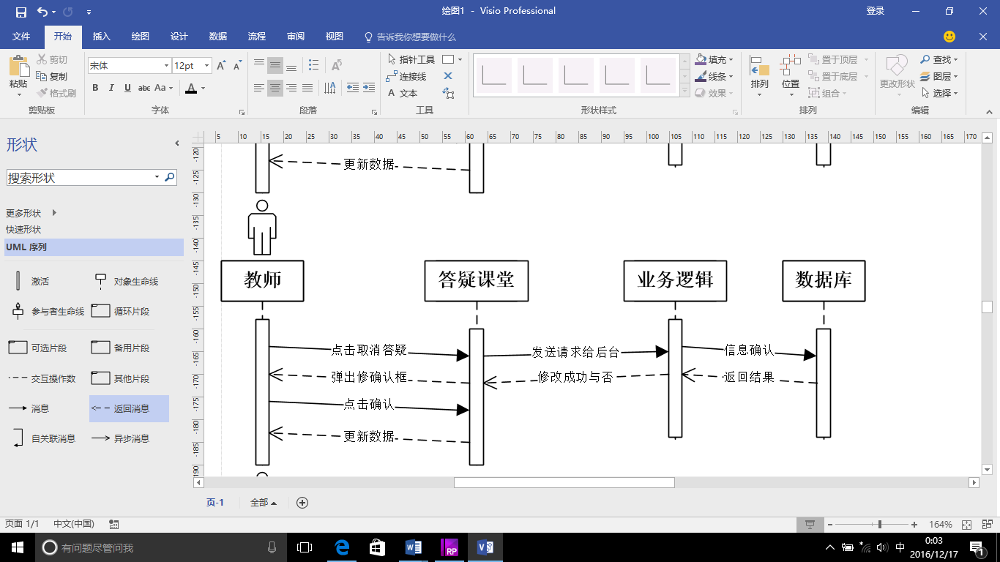 绘图1 - Visio Professional
登录
文件 开始 插入 绘图 设计 数据 流程 审阅 视图 告诉我你想要做什么
粘贴 剪切 复制 格式刷
剪贴板
宋体 12pt
B I U abc Aa A
字体
段落
指针工具
连接线
A 文本
工具
形状样式
填充
线条
效果
排列 位置 置于顶层
置于底层
组合
排列
更改形状 查找
图层
选择
编辑
形状
搜索形状
更多形状
快速形状
UML 序列
激活 对象生命线
参与者生命线 循环片段
可选片段 备用片段
交互操作数 其他片段
消息 返回消息
自关联消息 异步消息
5 10 15 20 25 30 35 40 45 50 55 60 65 70 75 80 85 90 95 100 105 110 115 120 125 130 135 140 145 150 155 160 165 170
-120
-125
-130
-135
-140
-145
-150
-155
-160
-165
-170
-175
-180
-185
-190
更新数据
教师 答疑课堂 业务逻辑 数据库
点击取消答疑 发送请求给后台 信息确认
弹出修确认框 修改成功与否 返回结果
点击确认
更新数据
页-1 全部
页面 1/1 中文(中国) 164%
有问题尽管问我
RP
中
0:03
2016/12/17
1